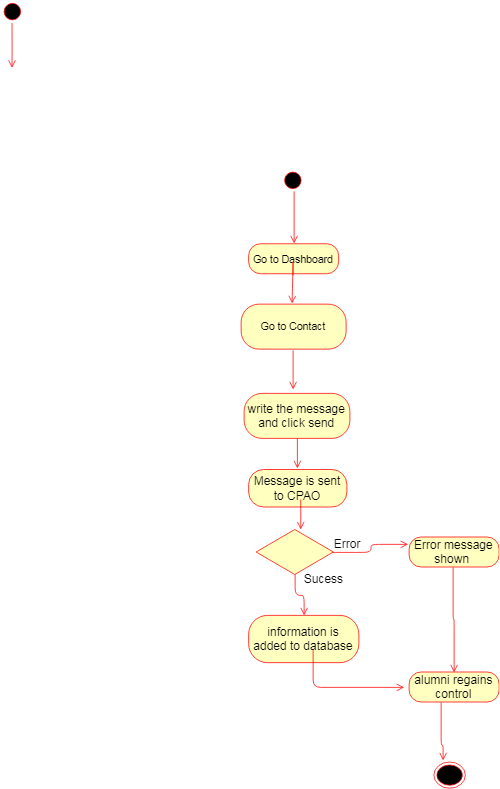 Go to Dashboard
Go to Contact
write the message
and click send
Message is sent
to CPAO
Error
Error message
shown
Sucess
information is
added to database
alumni regains
control